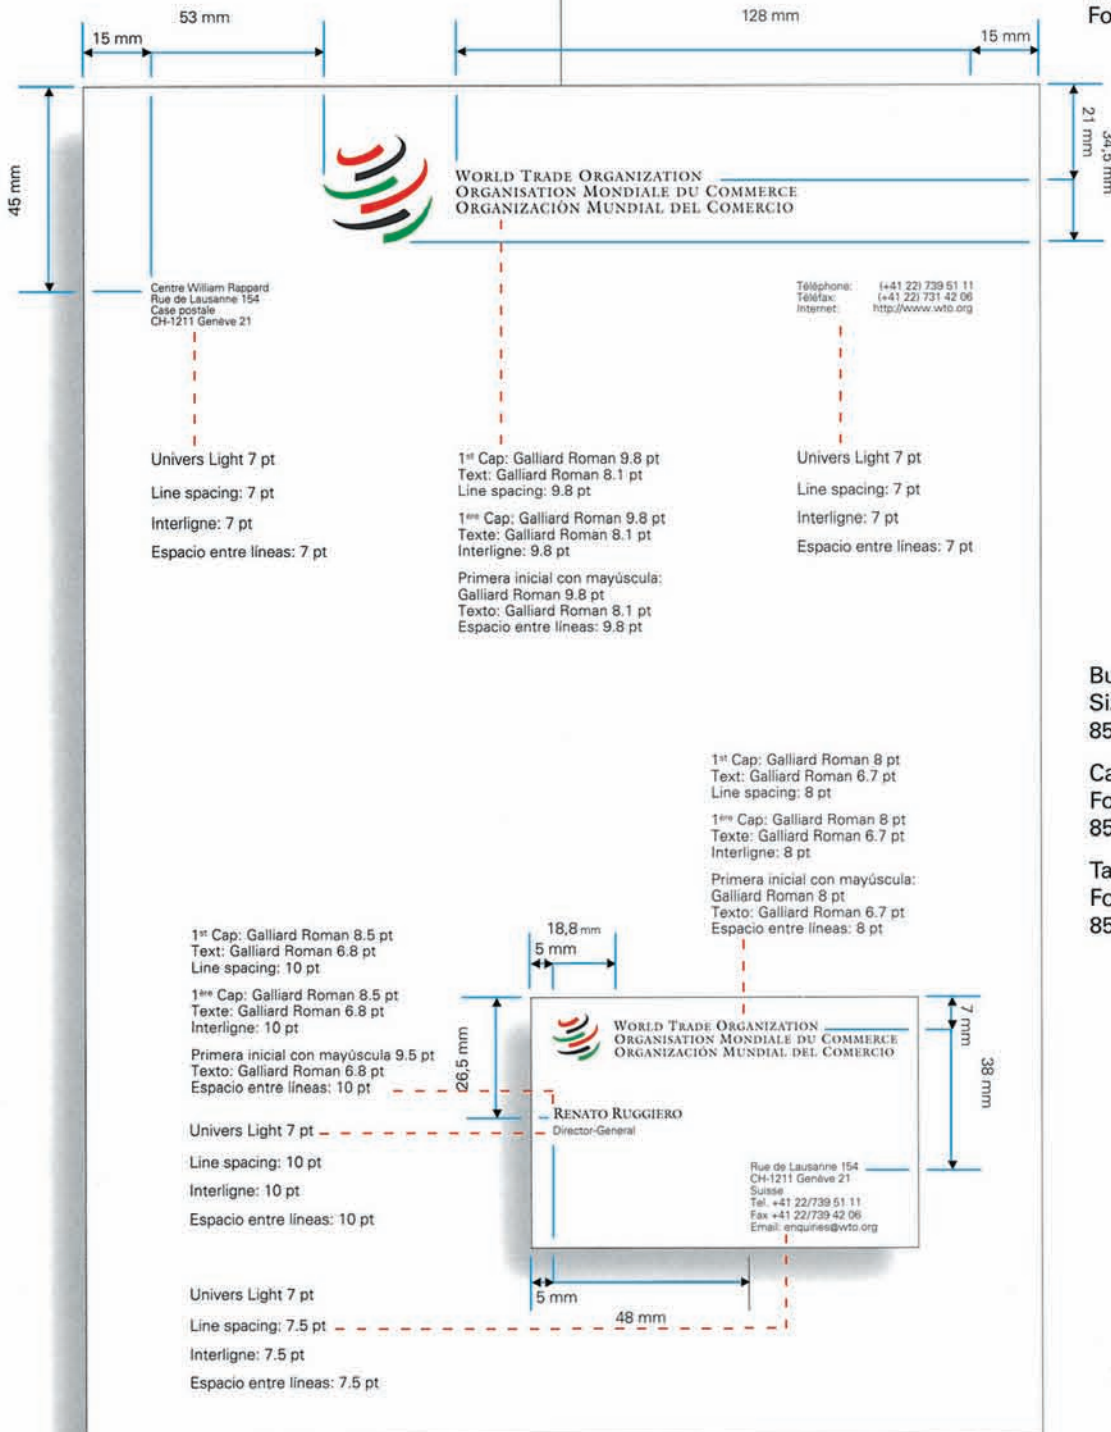 53 mm
128 mm
15 mm
15 mm
45 mm
21 mm
34,5 mm
WORLD TRADE ORGANIZATION
ORGANISATION MONDIALE DU COMMERCE
ORGANIZACIÓN MUNDIAL DEL COMERCIO
Centre William Rappard
Rue de Lausanne 154
Case postale
CH-1211 Genève 21
Téléphone: (+41 22) 739 51 11
Téléfax: (+41 22) 731 42 06
Internet: http://www.wto.org
Univers Light 7 pt
Line spacing: 7 pt
Interligne: 7 pt
Espacio entre líneas: 7 pt
1st Cap: Galliard Roman 9.8 pt
Text: Galliard Roman 8.1 pt
Line spacing: 9.8 pt
1ère Cap: Galliard Roman 9.8 pt
Texte: Galliard Roman 8.1 pt
Interligne: 9.8 pt
Primera inicial con mayúscula:
Galliard Roman 9.8 pt
Texto: Galliard Roman 8.1 pt
Espacio entre líneas: 9.8 pt
Univers Light 7 pt
Line spacing: 7 pt
Interligne: 7 pt
Espacio entre líneas: 7 pt
1st Cap: Galliard Roman 8 pt
Text: Galliard Roman 6.7 pt
Line spacing: 8 pt
1ère Cap: Galliard Roman 8 pt
Texte: Galliard Roman 6.7 pt
Interligne: 8 pt
Primera inicial con mayúscula:
Galliard Roman 8 pt
Texto: Galliard Roman 6.7 pt
Espacio entre líneas: 8 pt
1st Cap: Galliard Roman 8.5 pt
Text: Galliard Roman 6.8 pt
Line spacing: 10 pt
1ère Cap: Galliard Roman 8.5 pt
Texte: Galliard Roman 6.8 pt
Interligne: 10 pt
Primera inicial con mayúscula 9.5 pt
Texto: Galliard Roman 6.8 pt
Espacio entre líneas: 10 pt
Univers Light 7 pt
Line spacing: 10 pt
Interligne: 10 pt
Espacio entre líneas: 10 pt
Univers Light 7 pt
Line spacing: 7.5 pt
Interligne: 7.5 pt
Espacio entre líneas: 7.5 pt
18,8 mm
5 mm
26,5 mm
7 mm
38 mm
WORLD TRADE ORGANIZATION
ORGANISATION MONDIALE DU COMMERCE
ORGANIZACIÓN MUNDIAL DEL COMERCIO
RENATO RUGGIERO
Director-General
Rue de Lausanne 154
CH-1211 Genève 21
Suisse
Tel. +41 22/739 51 11
Fax +41 22/739 42 06
Email: enquiries@wto.org
5 mm
48 mm
Fo
Bu
Si
85
Ca
Fo
85
Ta
Fo
85